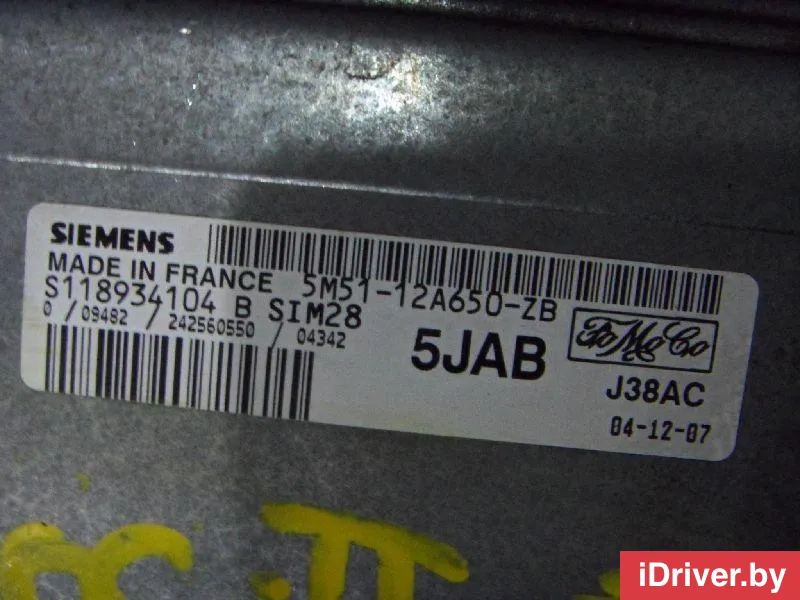 SIEMENS
MADE IN FRANCE 5M51-12A650-ZB
S118934104 B SIM28
0 / 09482 / 242560550 / 04342
5JAB
FoMoCo
J38AC
04-12-07
II
iDriver.by